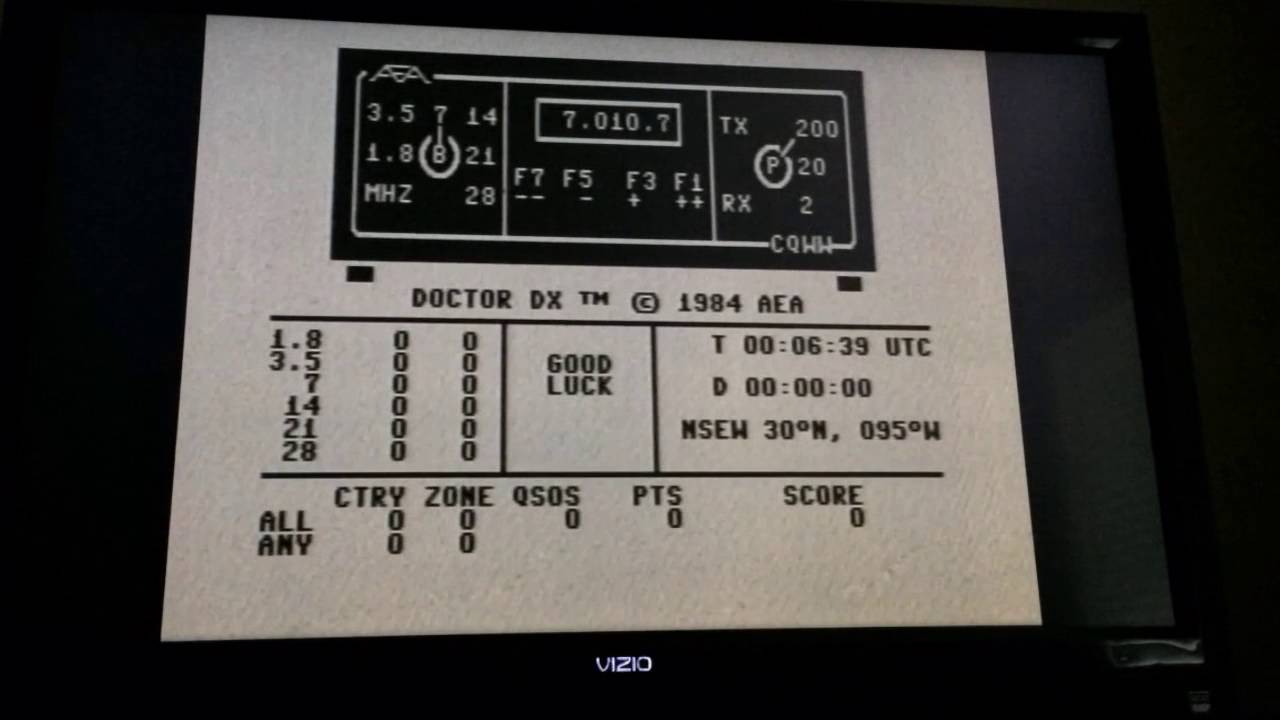 AEA
3.5 7 14
1.8 B 21
MHZ 28
7.010.7
F7 F5 F3 F1
-- - + ++
TX 200
P 20
RX 2
CQWW
DOCTOR DX ™ © 1984 AEA
1.8 0 0
3.5 0 0
7 0 0
14 0 0
21 0 0
28 0 0
GOOD
LUCK
T 00:06:39 UTC
D 00:00:00
NSEW 30°N, 095°W
CTRY ZONE QSOS PTS SCORE
ALL 0 0 0 0 0
ANY 0 0
VIZIO